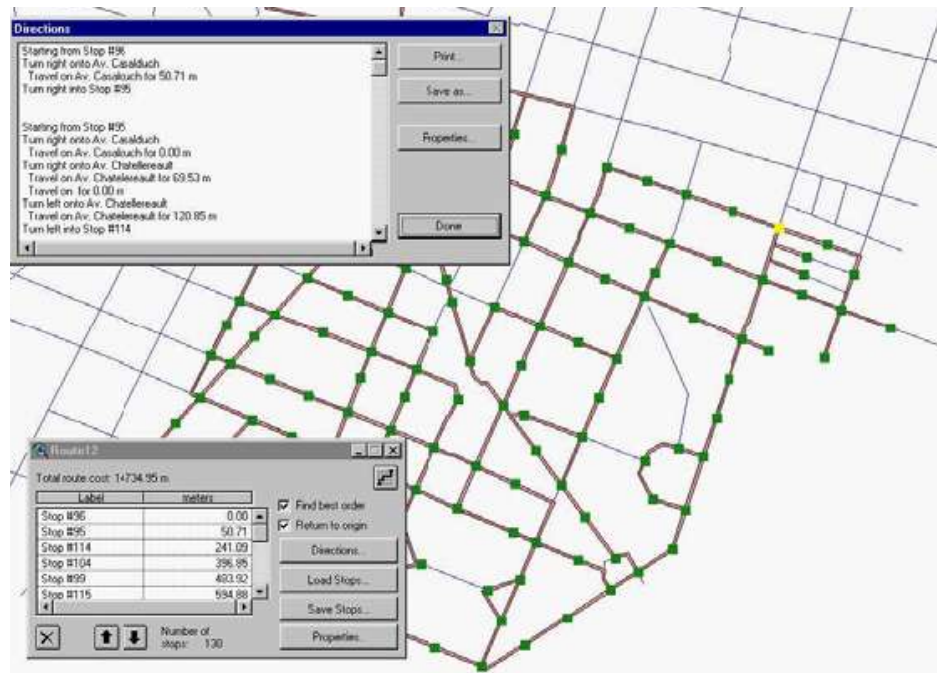 Directions
Starting from Stop #96
Turn right onto Av. Casalduch
Travel on Av. Casalduch for 50.71 m
Turn right into Stop #95
Starting from Stop #95
Turn right onto Av. Casalduch
Travel on Av. Casalduch for 0.00 m
Turn right onto Av. Chatellereault
Travel on Av. Chatellereault for 69.53 m
Travel on for 0.00 m
Turn left onto Av. Chatellereault
Travel on Av. Chatelereault for 120.85 m
Turn left into Stop #114
Print...
Save as...
Properties...
Done
Route12
Total route cost: 14734.95 m
Label meters
Stop #96 0.00
Stop #95 50.71
Stop #114 241.09
Stop #104 396.85
Stop #99 483.92
Stop #115 594.88
Find best order
Return to origin
Directions...
Load Stops...
Save Stops...
Properties...
Number of
stops: 130